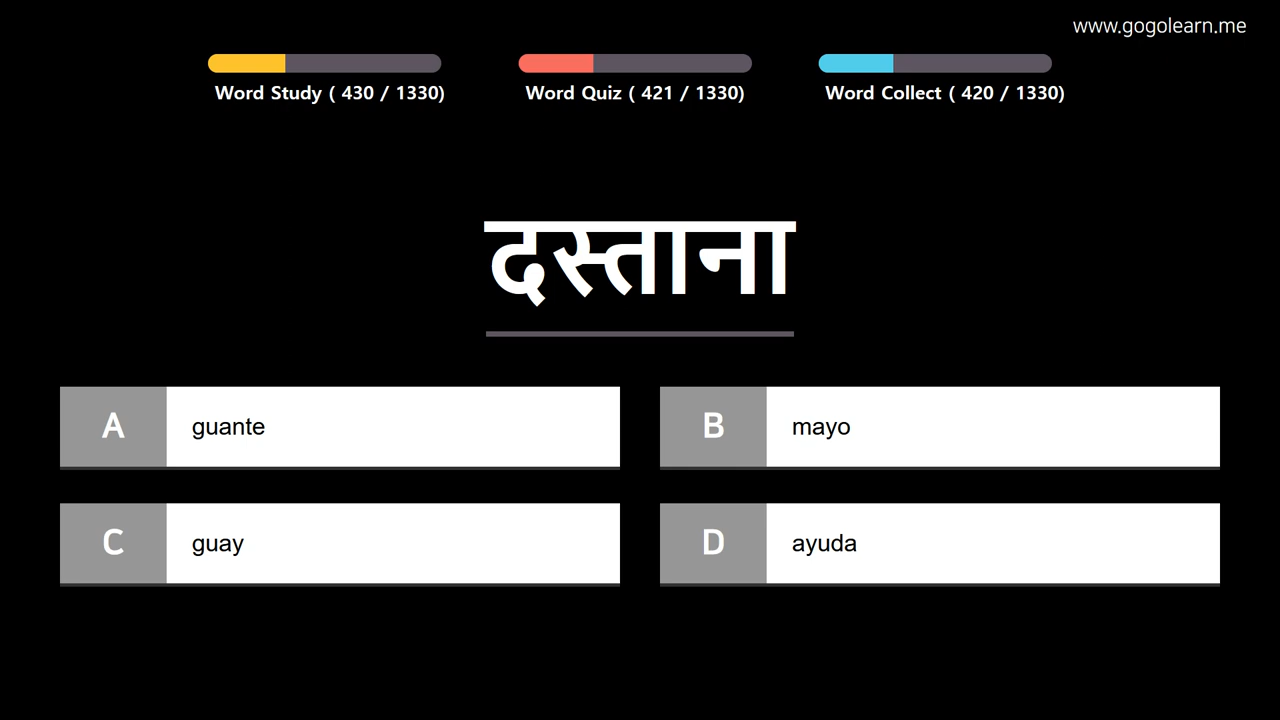 www.gogolearn.me
Word Study ( 430 / 1330)
Word Quiz ( 421 / 1330)
Word Collect ( 420 / 1330)
दस्ताना
A guante
B mayo
C guay
D ayuda